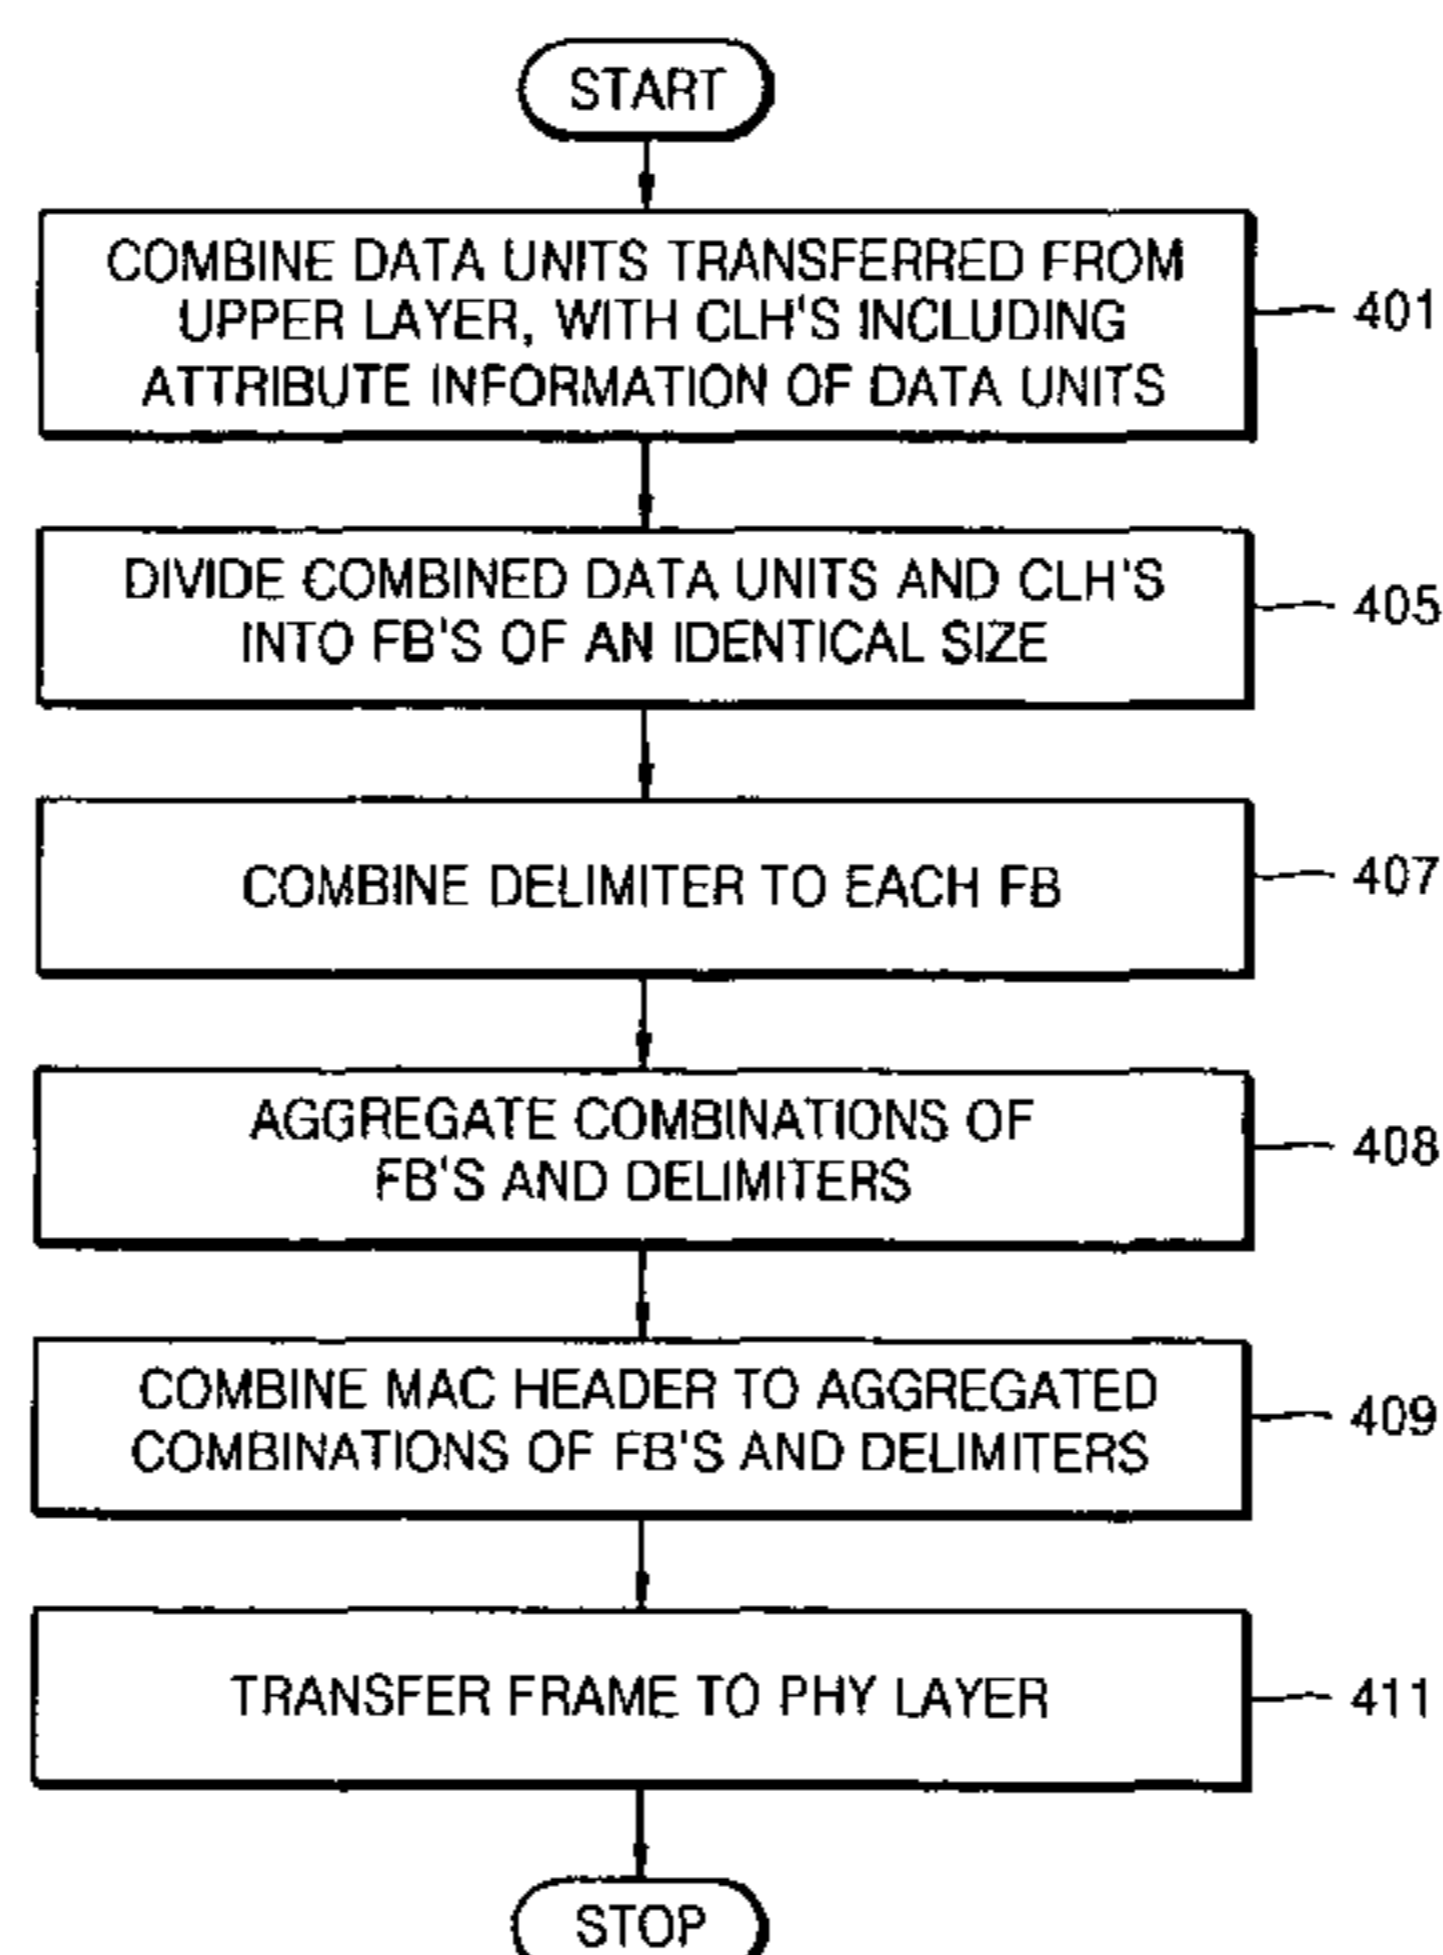 START
COMBINE DATA UNITS TRANSFERRED FROM
UPPER LAYER, WITH CLH'S INCLUDING
ATTRIBUTE INFORMATION OF DATA UNITS
401
DIVIDE COMBINED DATA UNITS AND CLH'S
INTO FB'S OF AN IDENTICAL SIZE
405
COMBINE DELIMITER TO EACH FB
407
AGGREGATE COMBINATIONS OF
FB'S AND DELIMITERS
408
COMBINE MAC HEADER TO AGGREGATED
COMBINATIONS OF FB'S AND DELIMITERS
409
TRANSFER FRAME TO PHY LAYER
411
STOP